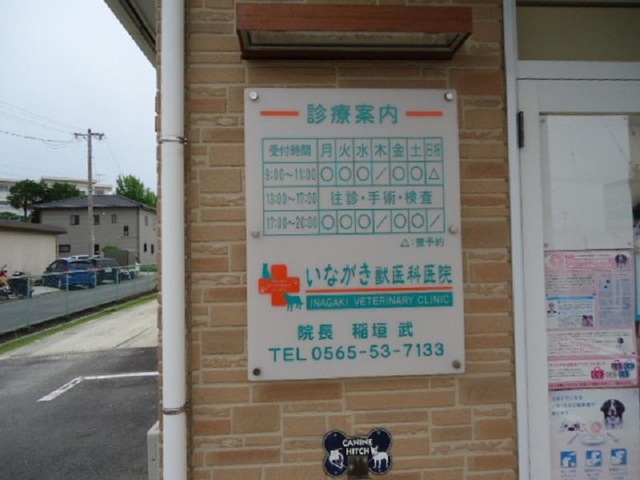 診療案内
受付時間 月 火 水 木 金 土 日祝
9:00〜11:00 ○ ○ ○ ／ ○ ○ △
13:00〜17:00 往診・手術・検査
17:00〜20:00 ○ ○ ○ ／ ○ ○ ／
△:要予約
いながき獣医科医院
INAGAKI VETERINARY CLINIC
院長 稲垣 武
TEL 0565-53-7133
CANINE
HITCH